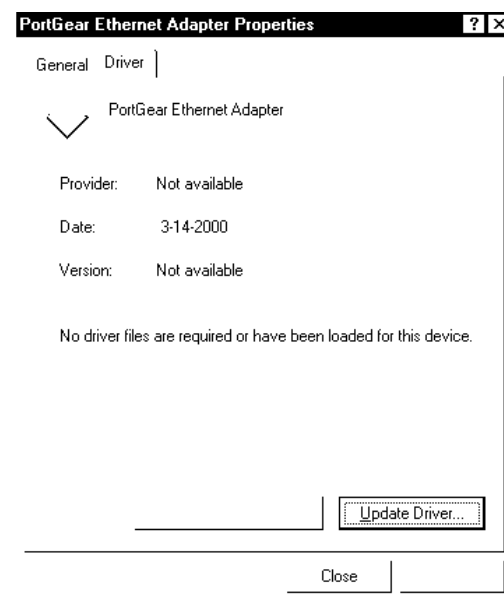 PortGear Ethernet Adapter Properties ? X
General Driver
PortGear Ethernet Adapter
Provider: Not available
Date: 3-14-2000
Version: Not available
No driver files are required or have been loaded for this device.
Update Driver...
Close